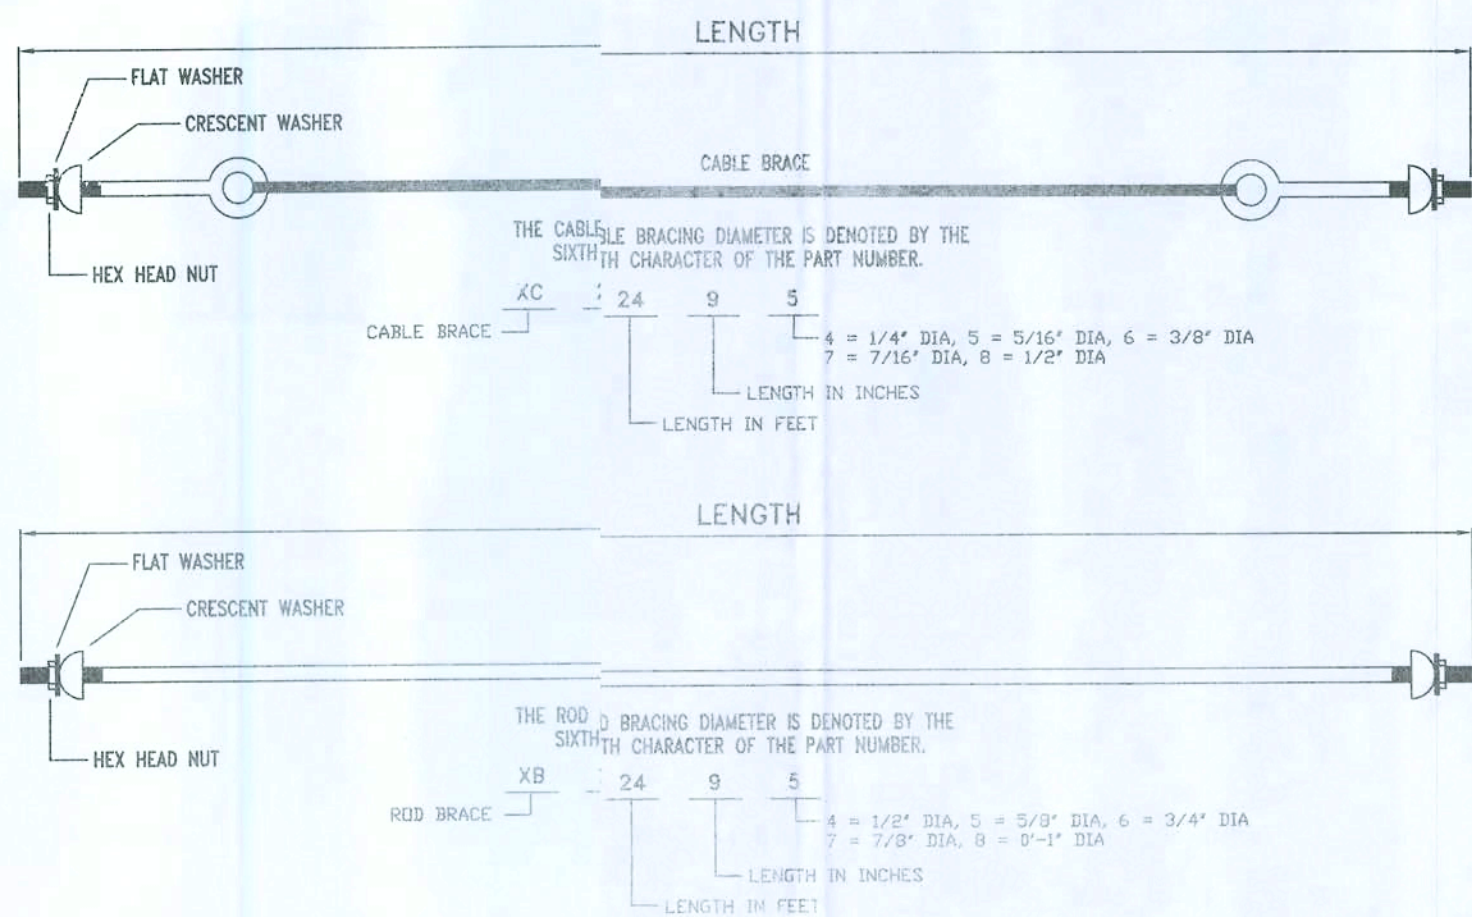 LENGTH
FLAT WASHER
CRESCENT WASHER
CABLE BRACE
HEX HEAD NUT
THE CABLE BRACING DIAMETER IS DENOTED BY THE
SIXTH CHARACTER OF THE PART NUMBER.
XC 24 9 5
CABLE BRACE
4 = 1/4" DIA, 5 = 5/16" DIA, 6 = 3/8" DIA
7 = 7/16" DIA, 8 = 1/2" DIA
LENGTH IN INCHES
LENGTH IN FEET
LENGTH
FLAT WASHER
CRESCENT WASHER
HEX HEAD NUT
THE ROD BRACING DIAMETER IS DENOTED BY THE
SIXTH CHARACTER OF THE PART NUMBER.
XB 24 9 5
ROD BRACE
4 = 1/2" DIA, 5 = 5/8" DIA, 6 = 3/4" DIA
7 = 7/8" DIA, 8 = 0'-1" DIA
LENGTH IN INCHES
LENGTH IN FEET